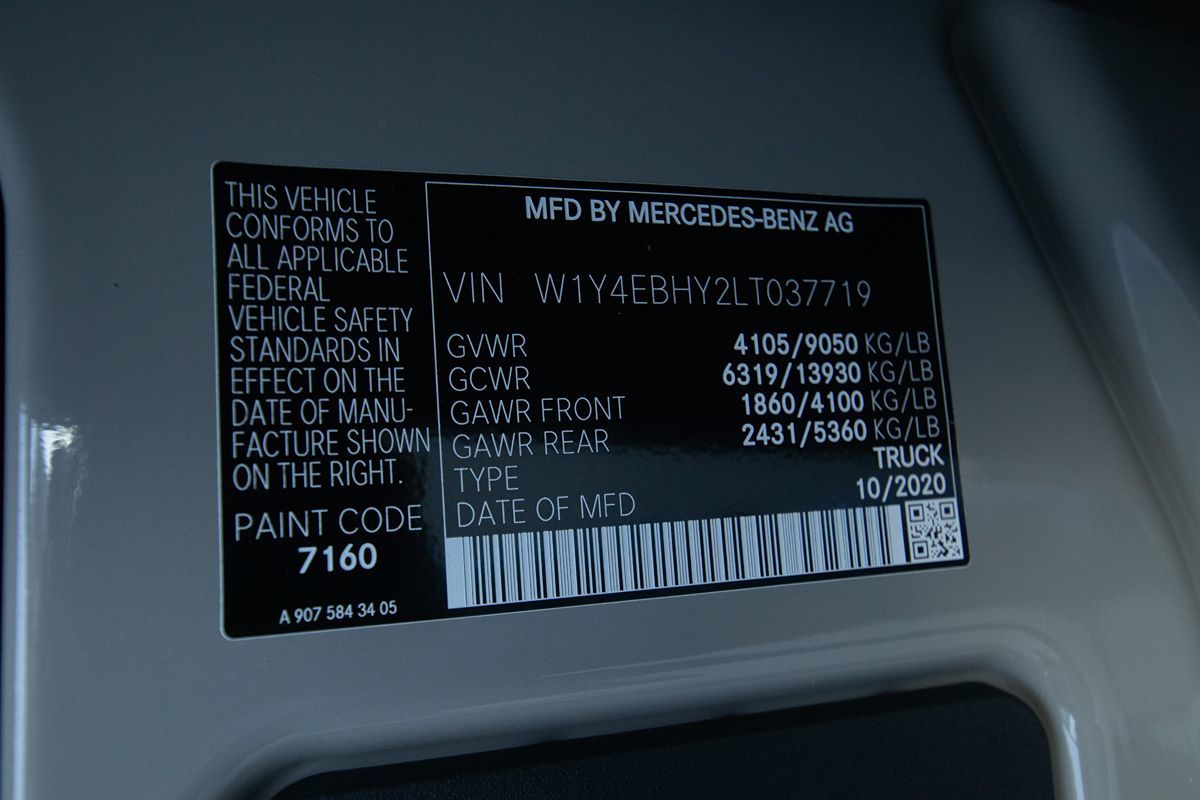 THIS VEHICLE
CONFORMS TO
ALL APPLICABLE
FEDERAL
VEHICLE SAFETY
STANDARDS IN
EFFECT ON THE
DATE OF MANU-
FACTURE SHOWN
ON THE RIGHT.
PAINT CODE
7160
A 907 584 34 05
MFD BY MERCEDES-BENZ AG
VIN W1Y4EBHY2LT037719
GVWR 4105/9050 KG/LB
GCWR 6319/13930 KG/LB
GAWR FRONT 1860/4100 KG/LB
GAWR REAR 2431/5360 KG/LB
TYPE TRUCK
DATE OF MFD 10/2020